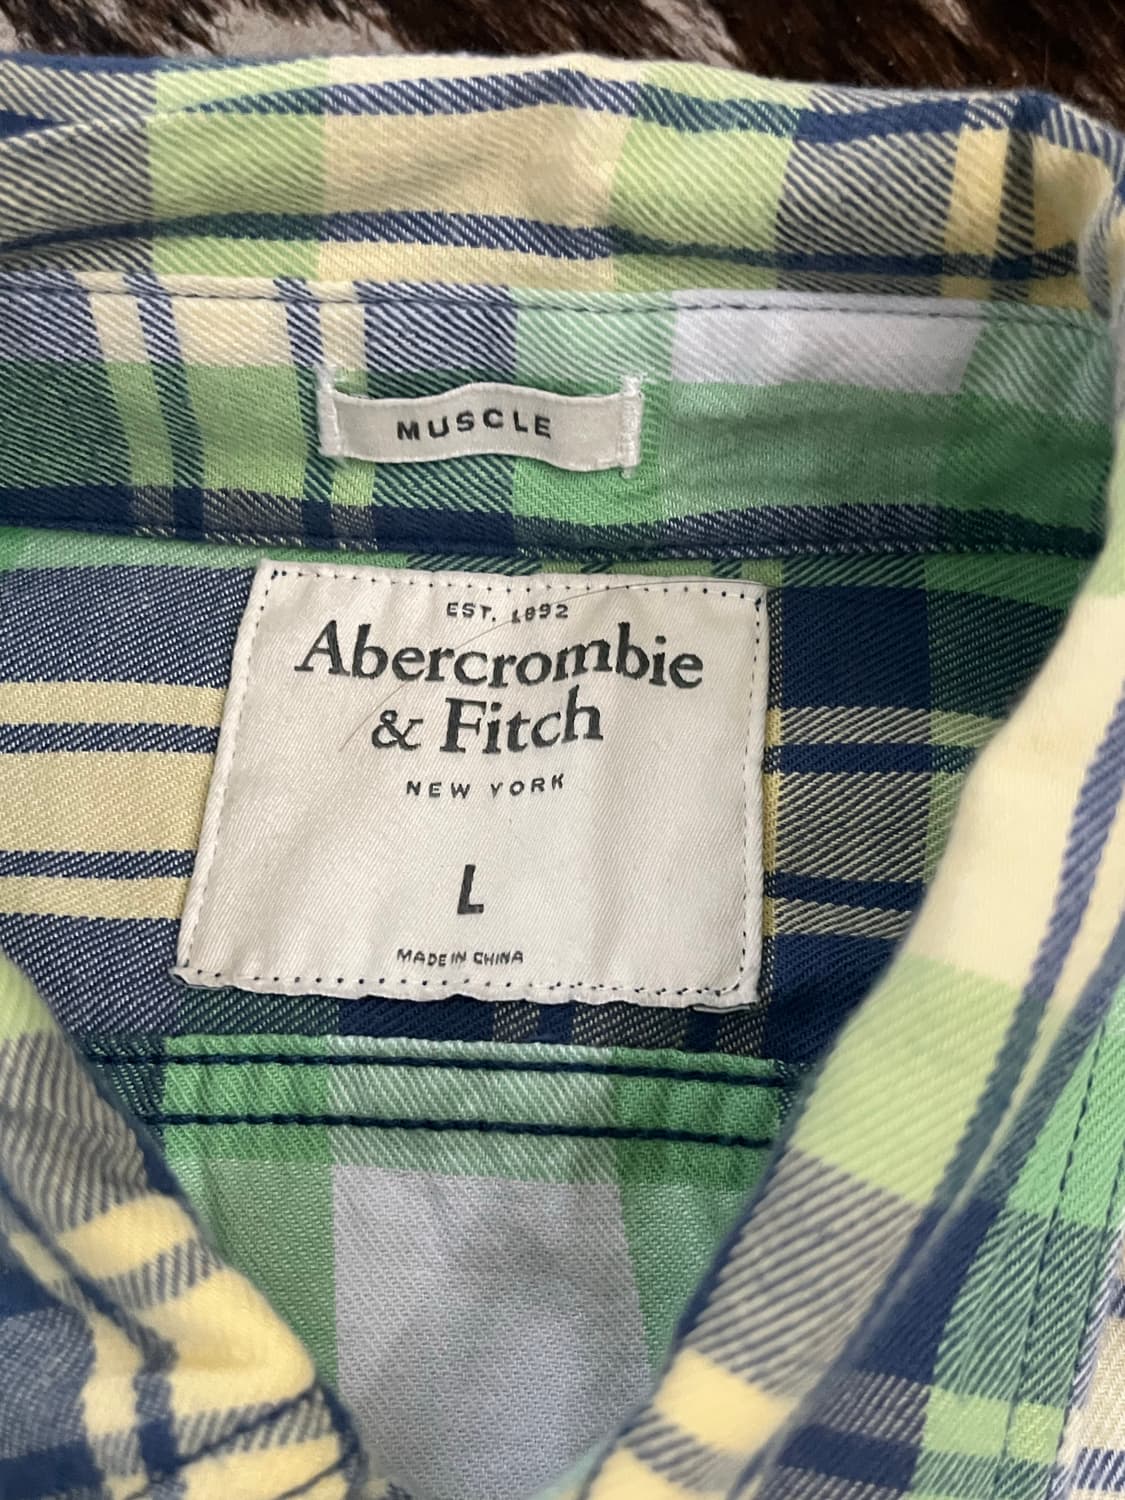 MUSCLE
EST. 1892
Abercrombie
& Fitch
NEW YORK
L
MADE IN CHINA